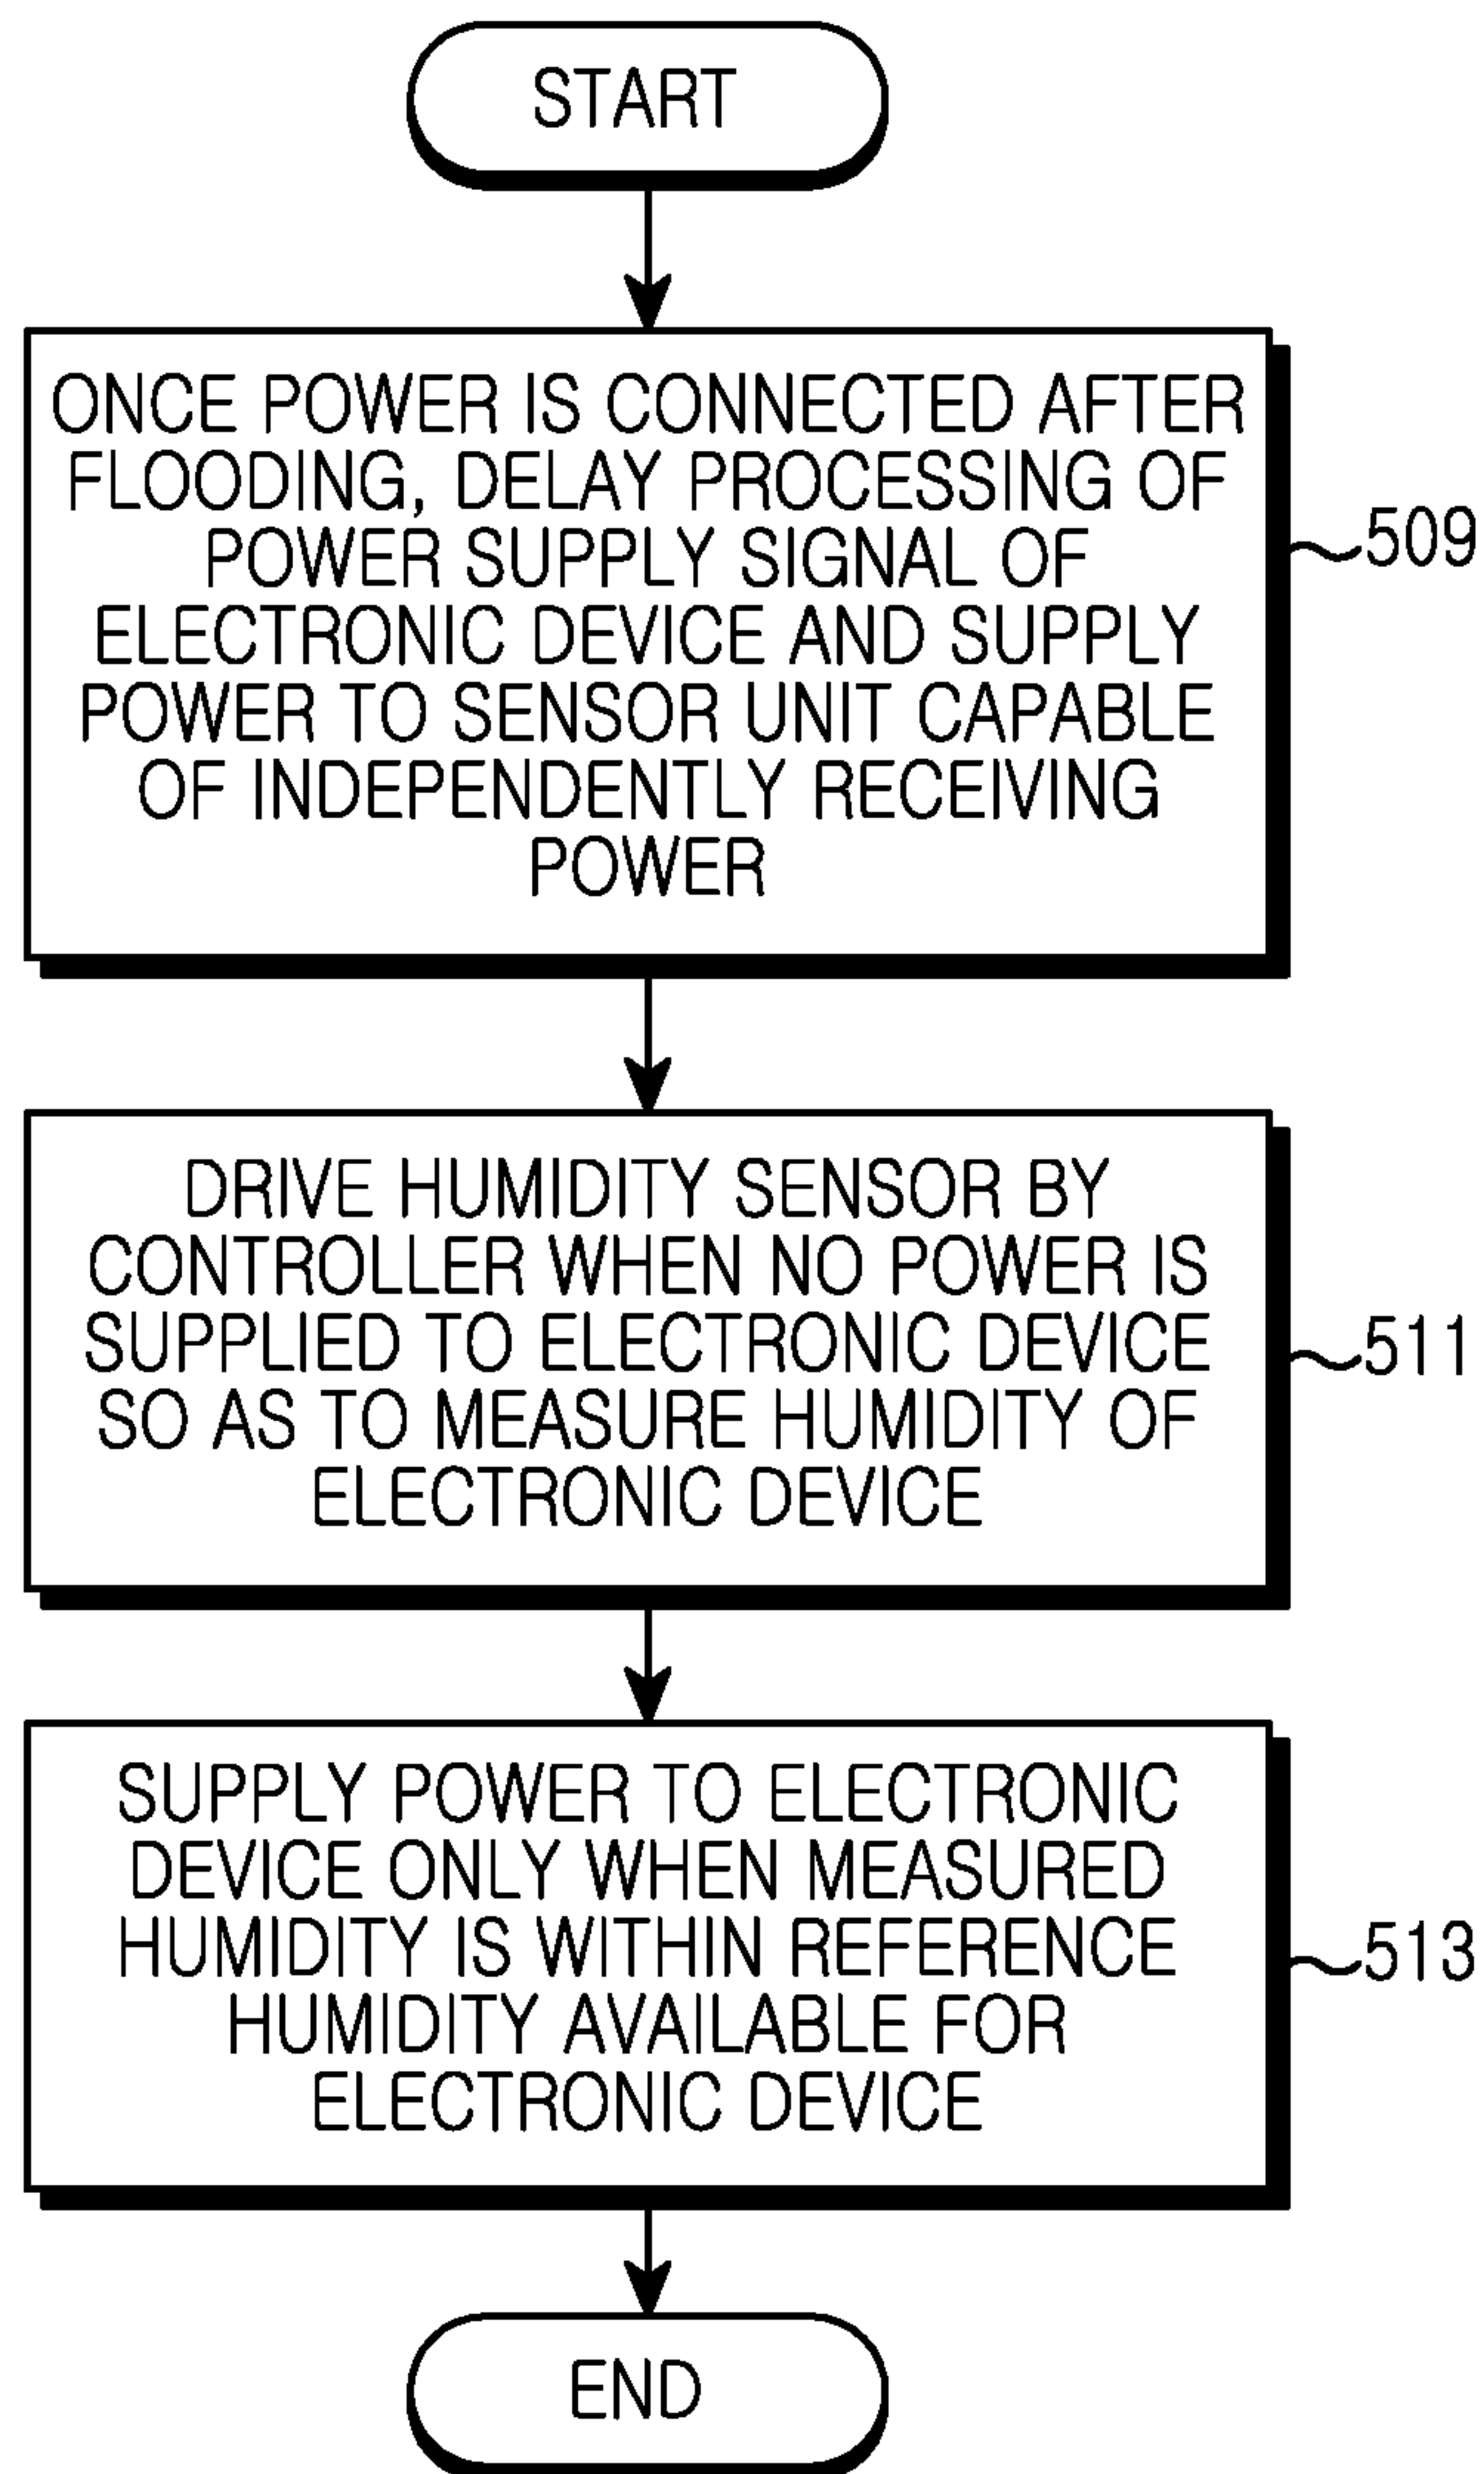 START
ONCE POWER IS CONNECTED AFTER
FLOODING, DELAY PROCESSING OF
POWER SUPPLY SIGNAL OF
ELECTRONIC DEVICE AND SUPPLY
POWER TO SENSOR UNIT CAPABLE
OF INDEPENDENTLY RECEIVING
POWER
509
DRIVE HUMIDITY SENSOR BY
CONTROLLER WHEN NO POWER IS
SUPPLIED TO ELECTRONIC DEVICE
SO AS TO MEASURE HUMIDITY OF
ELECTRONIC DEVICE
511
SUPPLY POWER TO ELECTRONIC
DEVICE ONLY WHEN MEASURED
HUMIDITY IS WITHIN REFERENCE
HUMIDITY AVAILABLE FOR
ELECTRONIC DEVICE
513
END